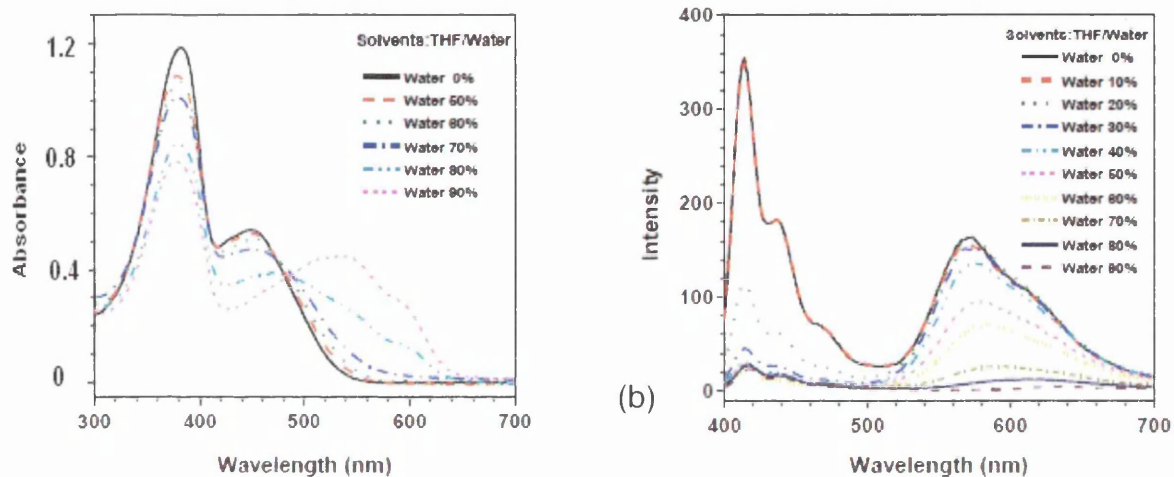 Solvents:THF/Water
Water 0%
Water 50%
Water 60%
Water 70%
Water 80%
Water 90%
1.2
0.8
0.4
0
300 400 500 600 700
Absorbance
Wavelength (nm)
(b)
Solvents:THF/Water
Water 0%
Water 10%
Water 20%
Water 30%
Water 40%
Water 50%
Water 60%
Water 70%
Water 80%
Water 90%
400
300
200
100
0
400 450 500 550 600 650 700
Intensity
Wavelength (nm)